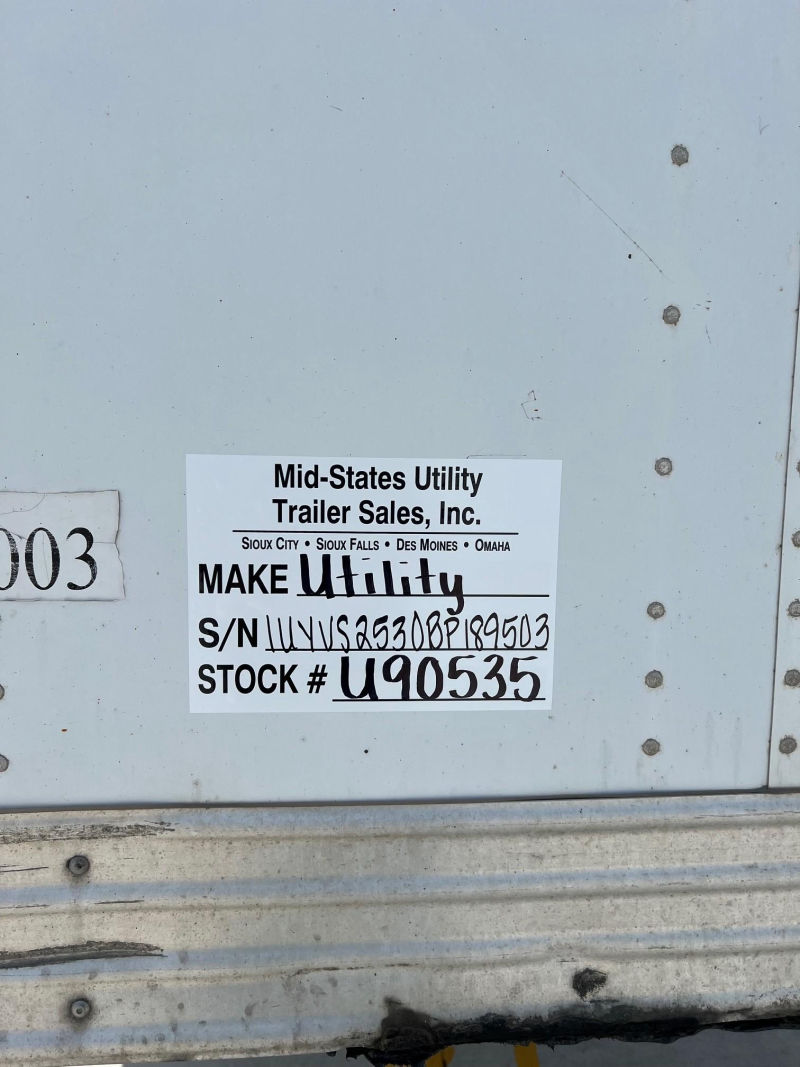 Mid-States Utility
Trailer Sales, Inc.
Sioux City • Sioux Falls • Des Moines • Omaha
MAKE Utility
003
S/N 1UYVS2530BP189503
STOCK # U90535